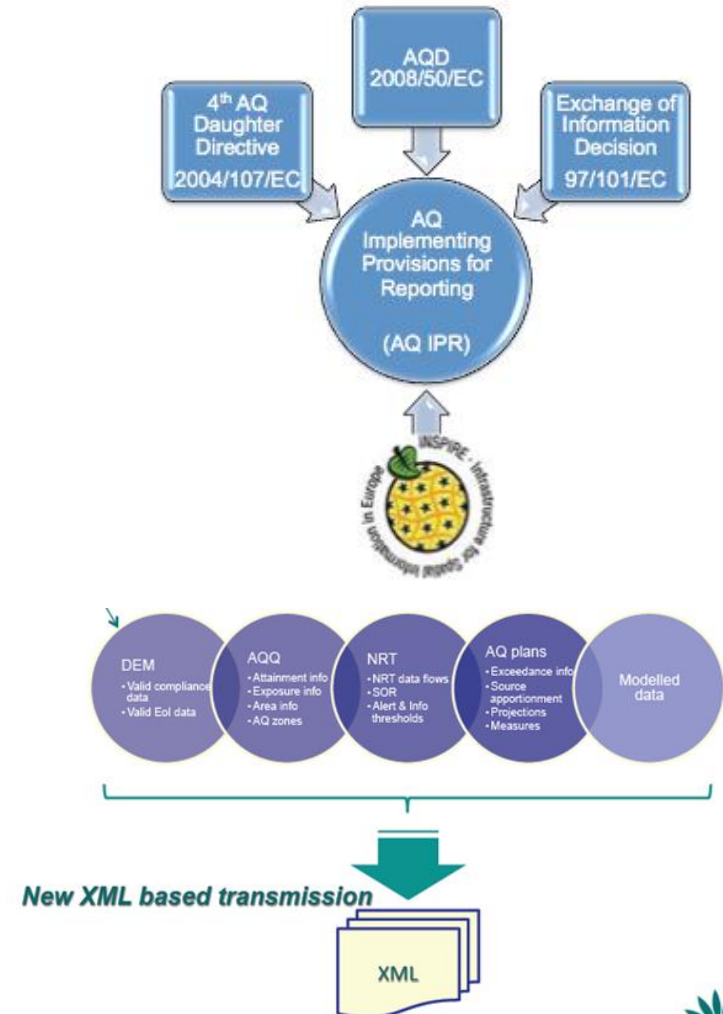 AQD
2008/50/EC
4th AQ
Daughter
Directive
2004/107/EC
Exchange of
Information
Decision
97/101/EC
AQ
Implementing
Provisions for
Reporting
(AQ IPR)
INSPIRE - Infrastructure for Spatial Information in Europe
DEM
• Valid compliance
data
• Valid EoI data
AQQ
• Attainment info
• Exposure info
• Area info
• AQ zones
NRT
• NRT data flows
• SOR
• Alert & Info
thresholds
AQ plans
• Exceedance info
• Source
apportionment
• Projections
• Measures
Modelled
data
New XML based transmission
XML